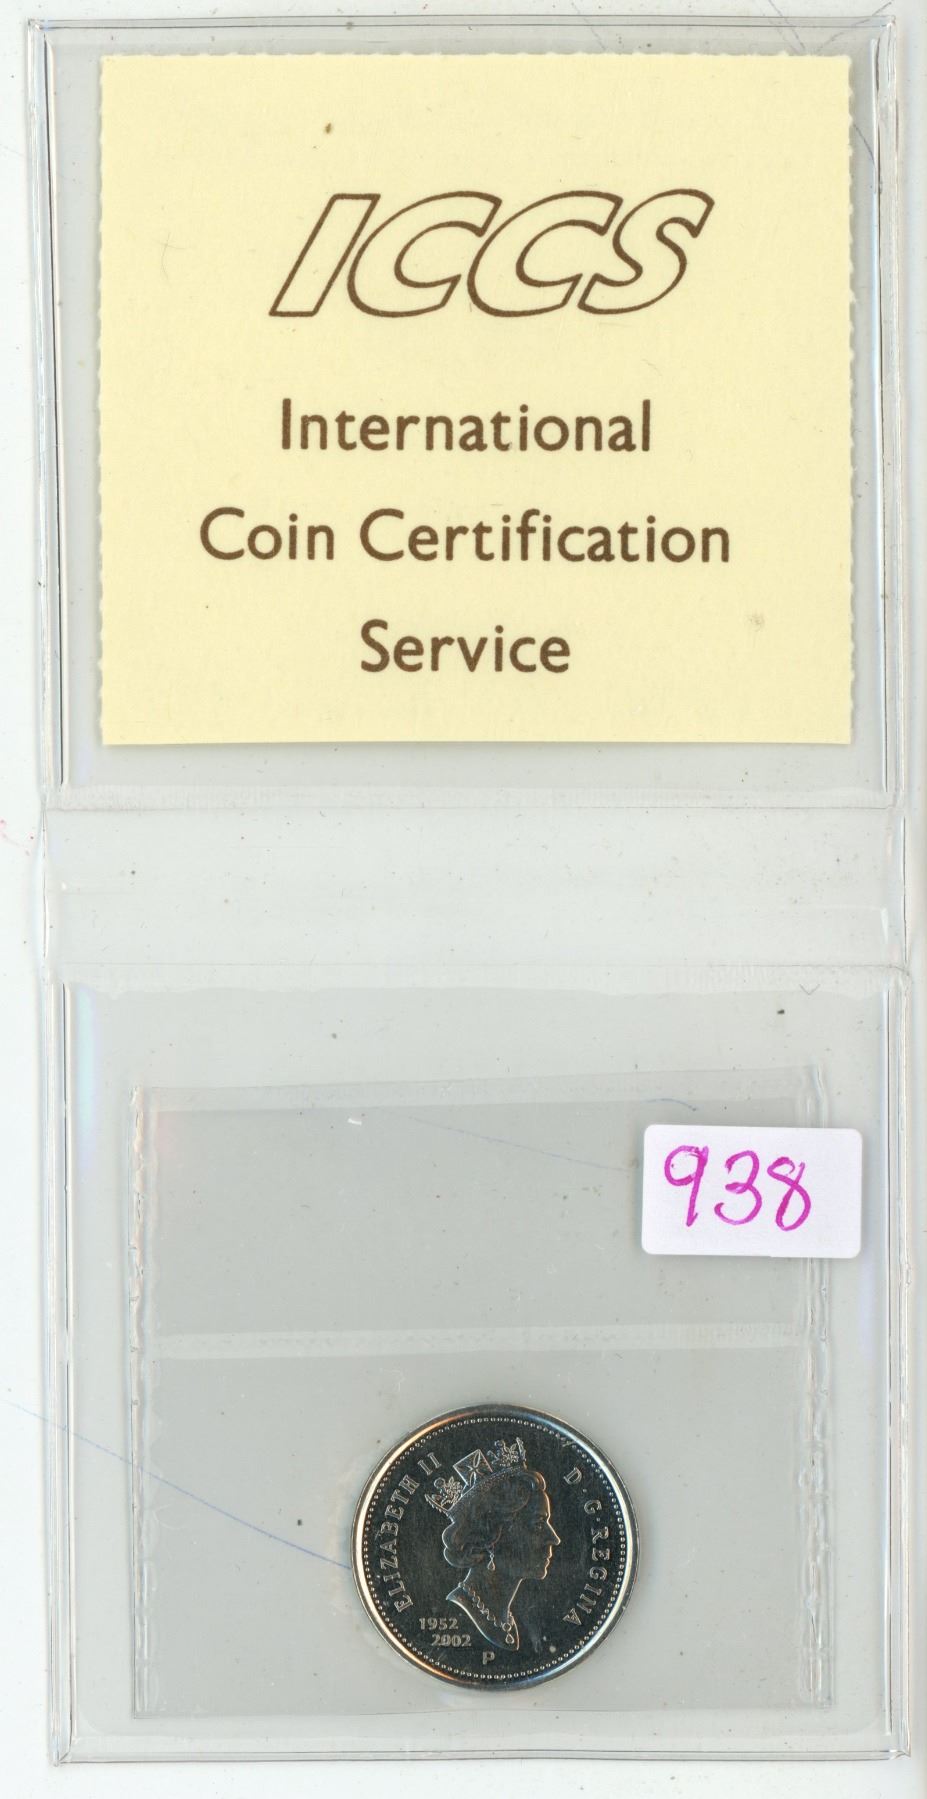 ICCS
International
Coin Certification
Service
938
ELIZABETH II D·G·REGINA
1952
2002
P